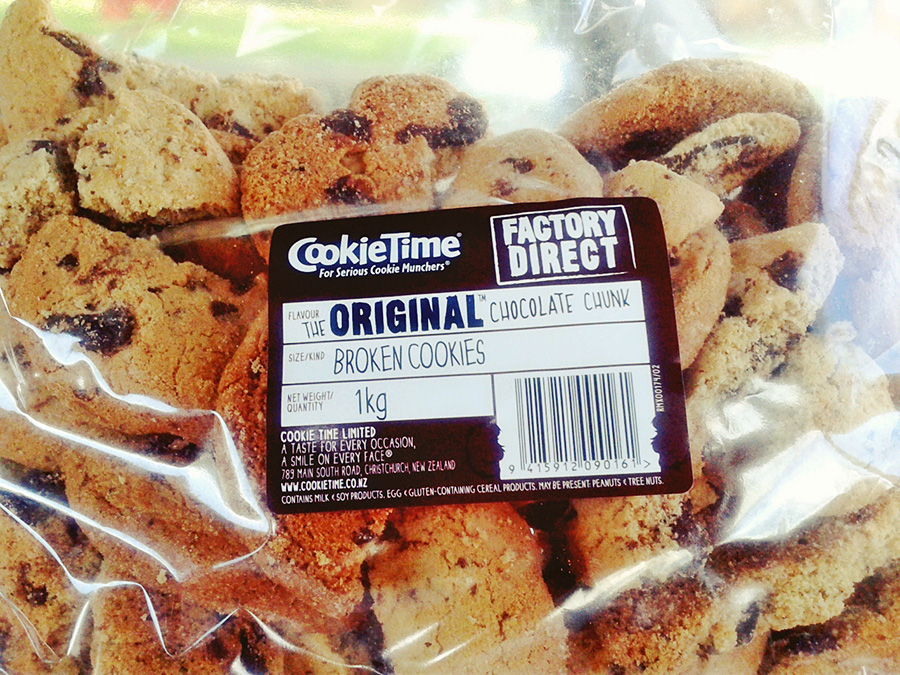 CookieTime®
For Serious Cookie Munchers®
FACTORY
DIRECT
FLAVOUR THE ORIGINAL™ CHOCOLATE CHUNK
SIZE/KIND BROKEN COOKIES
NET WEIGHT/
QUANTITY 1kg
COOKIE TIME LIMITED
A TASTE FOR EVERY OCCASION,
A SMILE ON EVERY FACE®
789 MAIN SOUTH ROAD, CHRISTCHURCH, NEW ZEALAND
WWW.COOKIETIME.CO.NZ
CONTAINS MILK & SOY PRODUCTS. EGG & GLUTEN-CONTAINING CEREAL PRODUCTS. MAY BE PRESENT: PEANUTS & TREE NUTS.
9 415912 090161 >
RMX00179/02